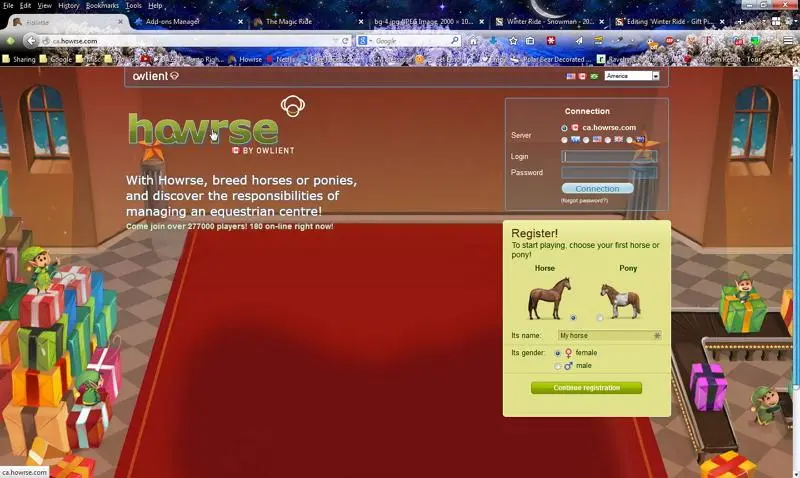 File Edit View History Bookmarks Tools Help
Howrse
Add-ons Manager
The Magic Ride
bg-4.jpg (JPEG Image, 2000 × 10...
Winter Ride - Snowman - 20...
Editing 'Winter Ride - Gift Pi...
ca.howrse.com
Google
Sharing
Google
Misc
Howrse
Howrse
Netflix
Polar Bear Decorated ...
Random Result - Tour...
owlient
America
howrse
BY OWLIENT
With Howrse, breed horses or ponies,
and discover the responsibilities of
managing an equestrian centre!
Come join over 277000 players! 180 on-line right now!
Connection
Server
ca.howrse.com
Login
Password
Connection
(forgot password?)
Register!
To start playing, choose your first horse or
pony!
Horse Pony
Its name: My horse
Its gender: female
male
Continue registration
ca.howrse.com